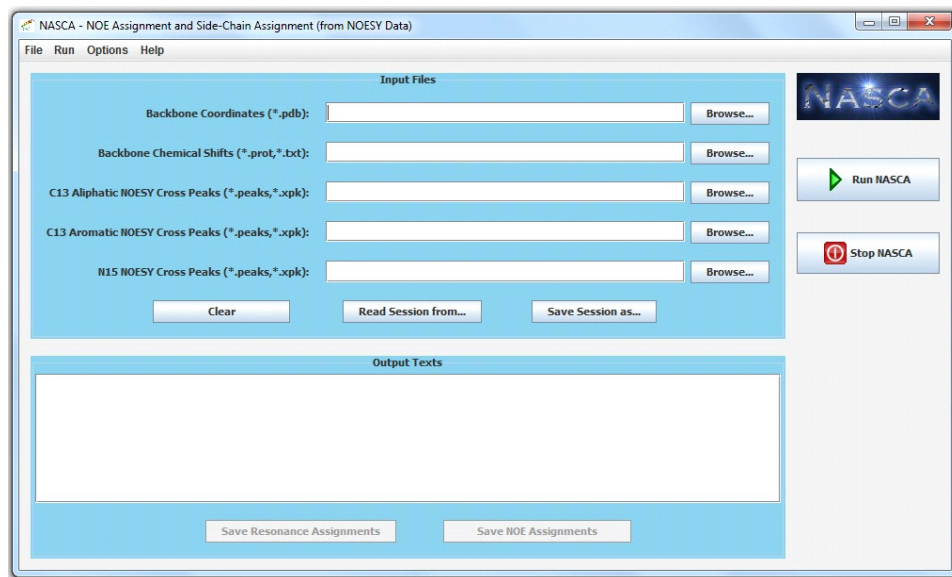 NASCA - NOE Assignment and Side-Chain Assignment (from NOESY Data)
File Run Options Help
Input Files
Backbone Coordinates (*.pdb): Browse...
Backbone Chemical Shifts (*.prot,*.txt): Browse...
C13 Aliphatic NOESY Cross Peaks (*.peaks,*.xpk): Browse...
C13 Aromatic NOESY Cross Peaks (*.peaks,*.xpk): Browse...
N15 NOESY Cross Peaks (*.peaks,*.xpk): Browse...
Clear Read Session from... Save Session as...
NASCA
Run NASCA
Stop NASCA
Output Texts
Save Resonance Assignments Save NOE Assignments